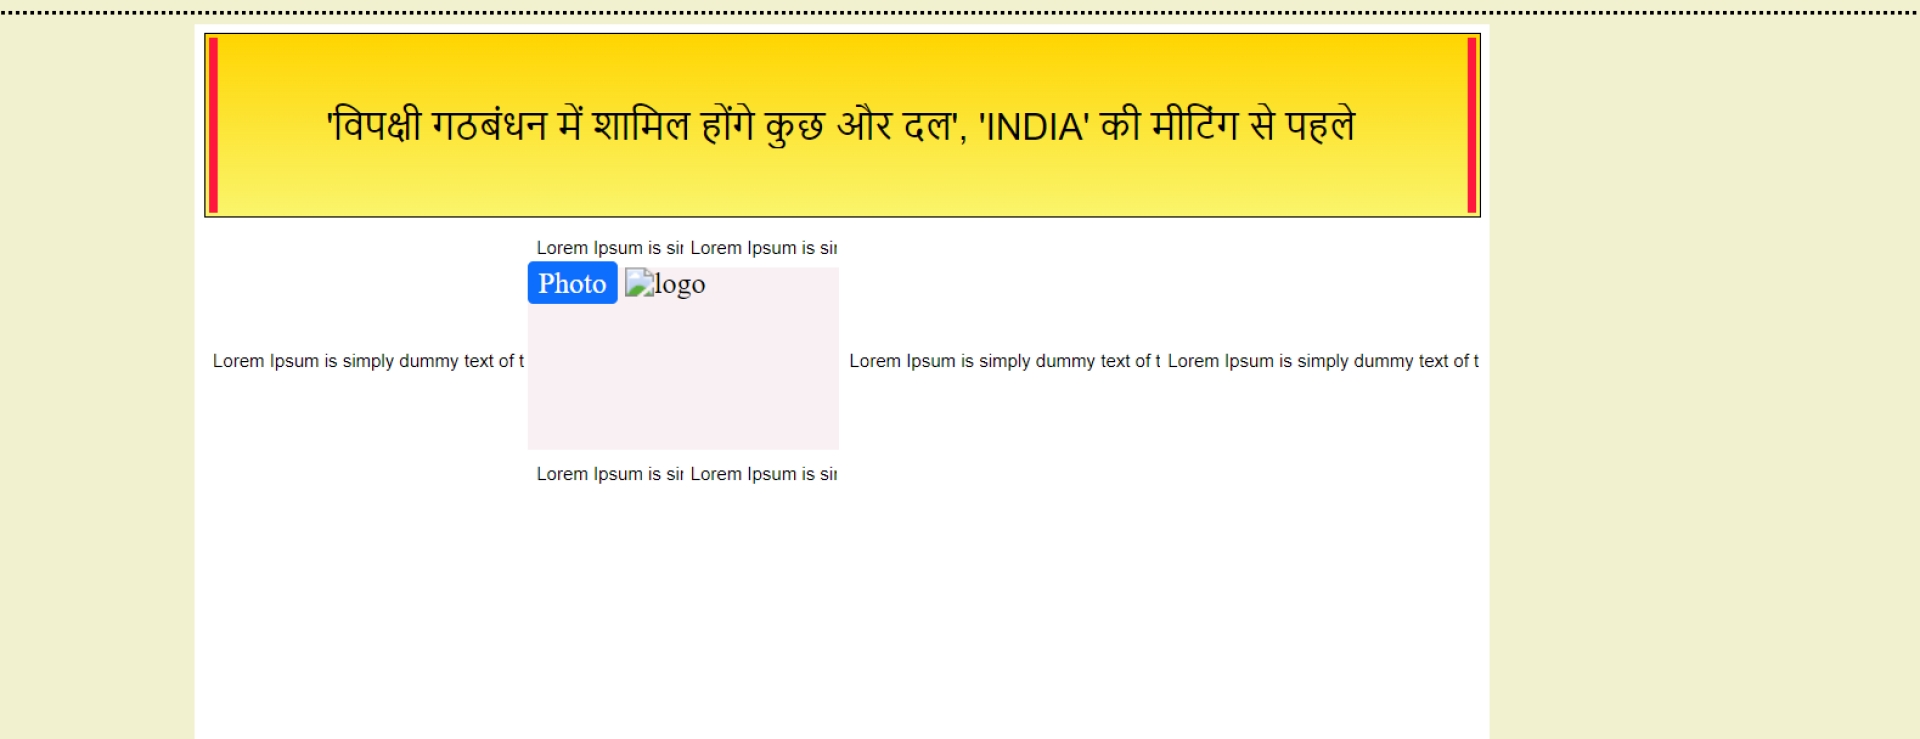 'विपक्षी गठबंधन में शामिल होंगे कुछ और दल', 'INDIA' की मीटिंग से पहले
Lorem Ipsum is sir Lorem Ipsum is sir
Photo logo
Lorem Ipsum is simply dummy text of t Lorem Ipsum is simply dummy text of t Lorem Ipsum is simply dummy text of t
Lorem Ipsum is sir Lorem Ipsum is sir